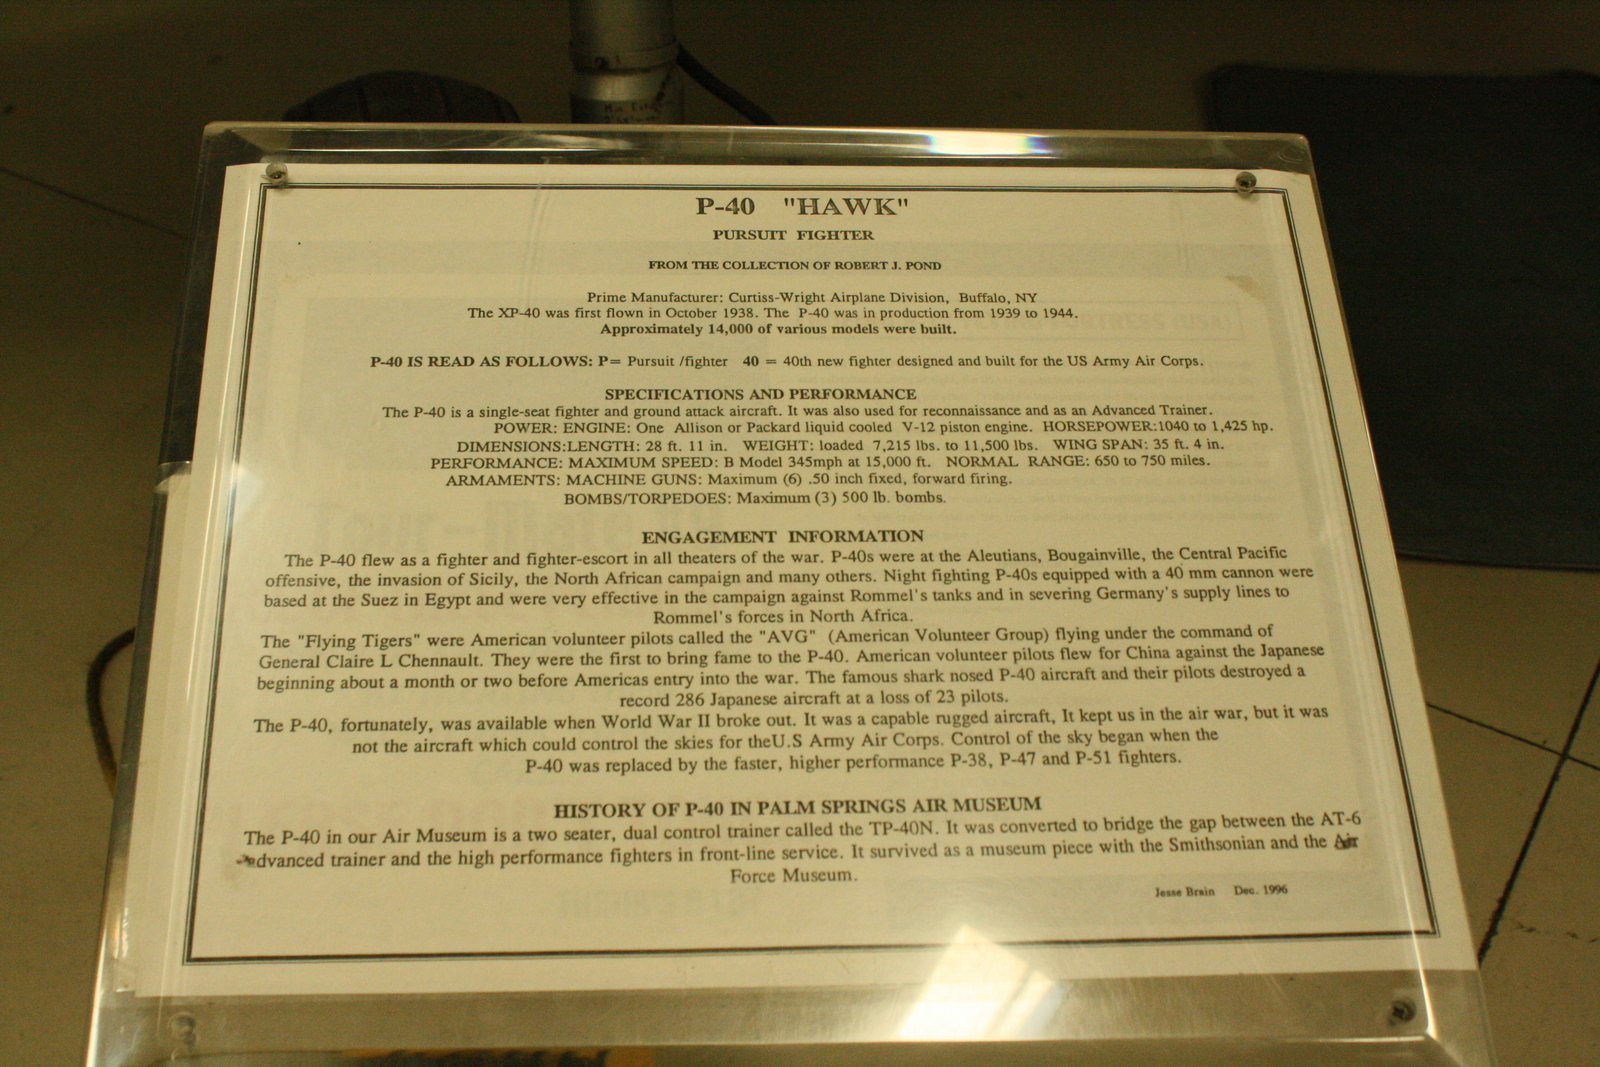 P-40 "HAWK"
PURSUIT FIGHTER
FROM THE COLLECTION OF ROBERT J. POND
Prime Manufacturer: Curtiss-Wright Airplane Division, Buffalo, NY
The XP-40 was first flown in October 1938. The P-40 was in production from 1939 to 1944.
Approximately 14,000 of various models were built.
P-40 IS READ AS FOLLOWS: P= Pursuit /fighter 40 = 40th new fighter designed and built for the US Army Air Corps.
SPECIFICATIONS AND PERFORMANCE
The P-40 is a single-seat fighter and ground attack aircraft. It was also used for reconnaissance and as an Advanced Trainer.
POWER: ENGINE: One Allison or Packard liquid cooled V-12 piston engine. HORSEPOWER:1040 to 1,425 hp.
DIMENSIONS:LENGTH: 28 ft. 11 in. WEIGHT: loaded 7,215 lbs. to 11,500 lbs. WING SPAN: 35 ft. 4 in.
PERFORMANCE: MAXIMUM SPEED: B Model 345mph at 15,000 ft. NORMAL RANGE: 650 to 750 miles.
ARMAMENTS: MACHINE GUNS: Maximum (6) .50 inch fixed, forward firing.
BOMBS/TORPEDOES: Maximum (3) 500 lb. bombs.
ENGAGEMENT INFORMATION
The P-40 flew as a fighter and fighter-escort in all theaters of the war. P-40s were at the Aleutians, Bougainville, the Central Pacific
offensive, the invasion of Sicily, the North African campaign and many others. Night fighting P-40s equipped with a 40 mm cannon were
based at the Suez in Egypt and were very effective in the campaign against Rommel's tanks and in severing Germany's supply lines to
Rommel's forces in North Africa.
The "Flying Tigers" were American volunteer pilots called the "AVG" (American Volunteer Group) flying under the command of
General Claire L Chennault. They were the first to bring fame to the P-40. American volunteer pilots flew for China against the Japanese
beginning about a month or two before Americas entry into the war. The famous shark nosed P-40 aircraft and their pilots destroyed a
record 286 Japanese aircraft at a loss of 23 pilots.
The P-40, fortunately, was available when World War II broke out. It was a capable rugged aircraft, It kept us in the air war, but it was
not the aircraft which could control the skies for theU.S Army Air Corps. Control of the sky began when the
P-40 was replaced by the faster, higher performance P-38, P-47 and P-51 fighters.
HISTORY OF P-40 IN PALM SPRINGS AIR MUSEUM
The P-40 in our Air Museum is a two seater, dual control trainer called the TP-40N. It was converted to bridge the gap between the AT-6
dvanced trainer and the high performance fighters in front-line service. It survived as a museum piece with the Smithsonian and the Air
Force Museum.
Jesse Brain Dec. 1996